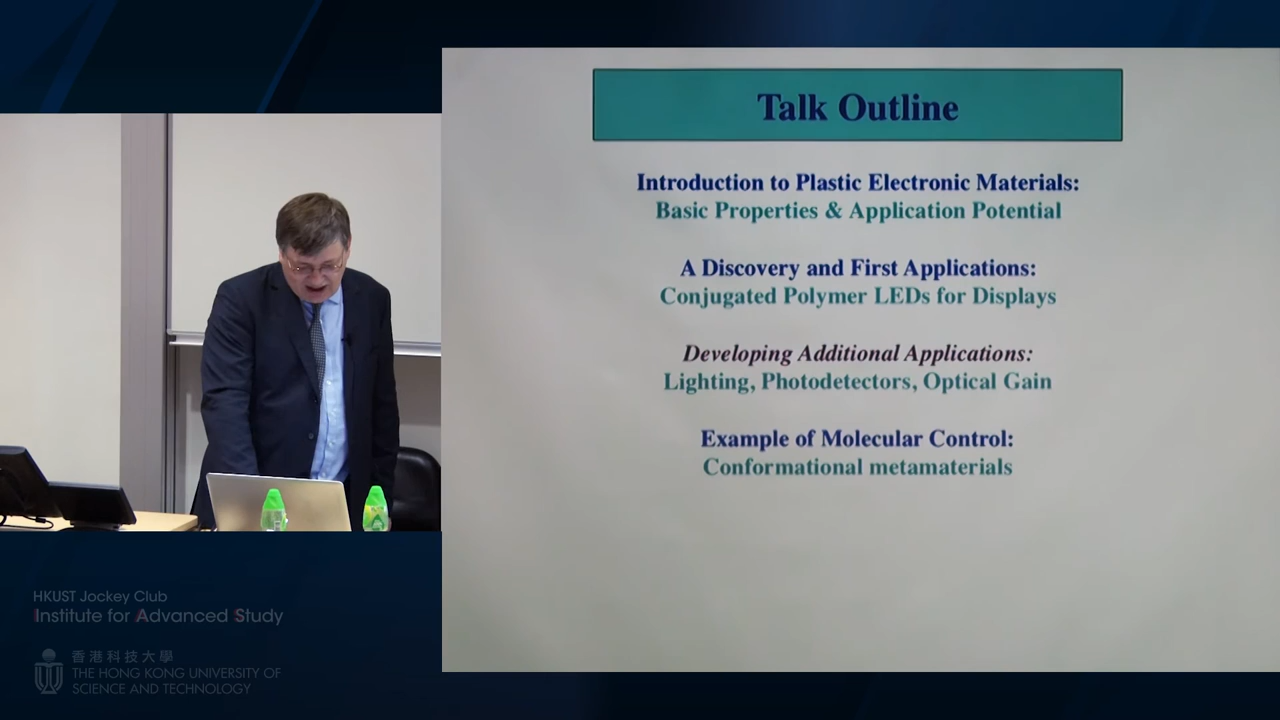 Talk Outline
Introduction to Plastic Electronic Materials:
Basic Properties & Application Potential
A Discovery and First Applications:
Conjugated Polymer LEDs for Displays
Developing Additional Applications:
Lighting, Photodetectors, Optical Gain
Example of Molecular Control:
Conformational metamaterials
HKUST Jockey Club
Institute for Advanced Study
香港科技大學
THE HONG KONG UNIVERSITY OF
SCIENCE AND TECHNOLOGY